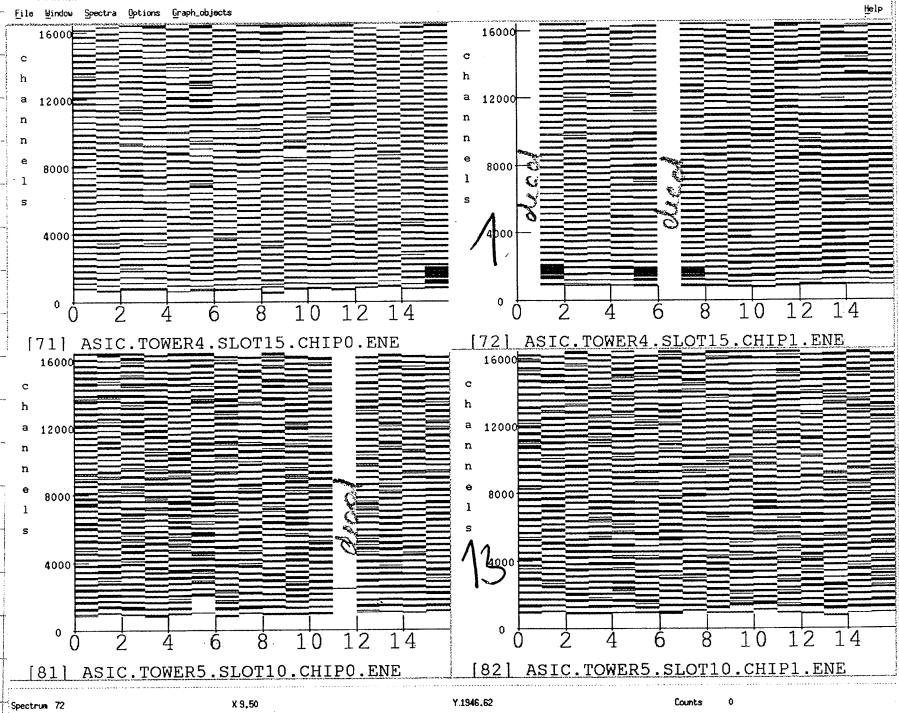 File Window Spectra Options Graph_objects Help
16000
12000
8000
4000
0
channels
0 2 4 6 8 10 12 14
[71] ASIC.TOWER4.SLOT15.CHIP0.ENE
16000
12000
8000
4000
0
channels
1
dead
dead
0 2 4 6 8 10 12 14
[72] ASIC.TOWER4.SLOT15.CHIP1.ENE
16000
12000
8000
4000
0
channels
dead
0 2 4 6 8 10 12 14
[81] ASIC.TOWER5.SLOT10.CHIP0.ENE
16000
12000
8000
4000
0
channels
13
0 2 4 6 8 10 12 14
[82] ASIC.TOWER5.SLOT10.CHIP1.ENE
Spectrum 72 X 9.50 Y.1946.62 Counts 0